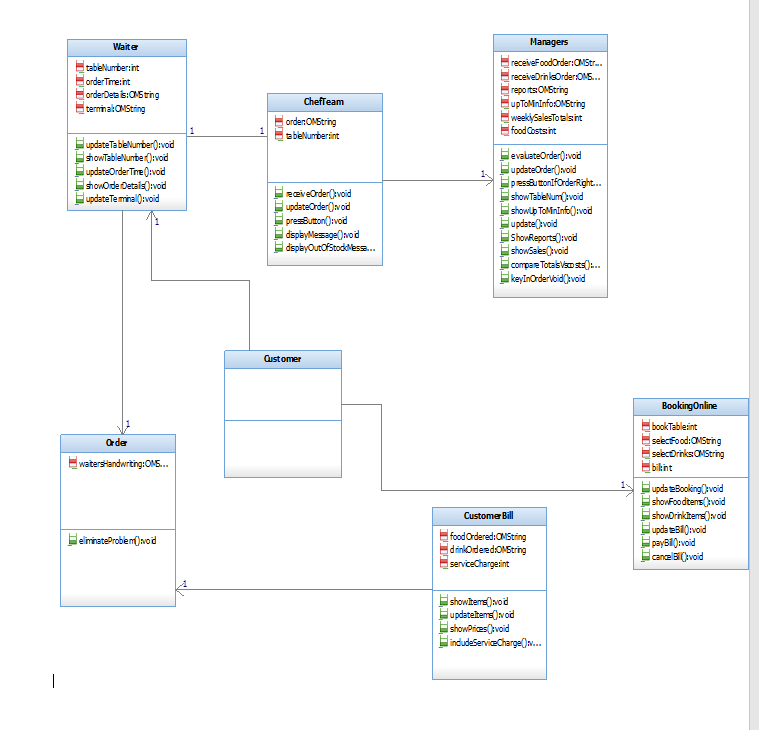 Waiter
tableNumber:int
orderTime:int
orderDetails:OMString
terminal:OMString
updateTableNumber():void
showTableNumber():void
updateOrderTime():void
showOrderDetails():void
updateTerminal():void
1
1
ChefTeam
order:OMString
tableNumber:int
receiveOrder():void
updateOrder():void
pressButton():void
displayMessage():void
displayOutOfStockMessa...
1
Managers
receiveFoodOrder:OMStr...
receiveDrinksOrder:OMS...
reports:OMString
upToMinInfo:OMString
weeklySalesTotals:int
foodCosts:int
evaluateOrder():void
updateOrder():void
pressButtonIfOrderRight...
showTableNum():void
showUpToMinInfo():void
update():void
ShowReports():void
showSales():void
compareTotalsVscosts():...
keyInOrderVoid():void
1
Customer
1
BookingOnline
bookTable:int
selectFood:OMString
selectDrinks:OMString
bill:int
updateBooking():void
showFoodItems():void
showDrinkItems():void
updateBill():void
payBill():void
cancelBill():void
1
Order
waitersHandwriting:OMS...
eliminateProblem():void
1
CustomerBill
foodOrdered:OMString
drinkOrdered:OMString
serviceCharge:int
showItems():void
updateItems():void
showPrices():void
includeServiceCharge():v...